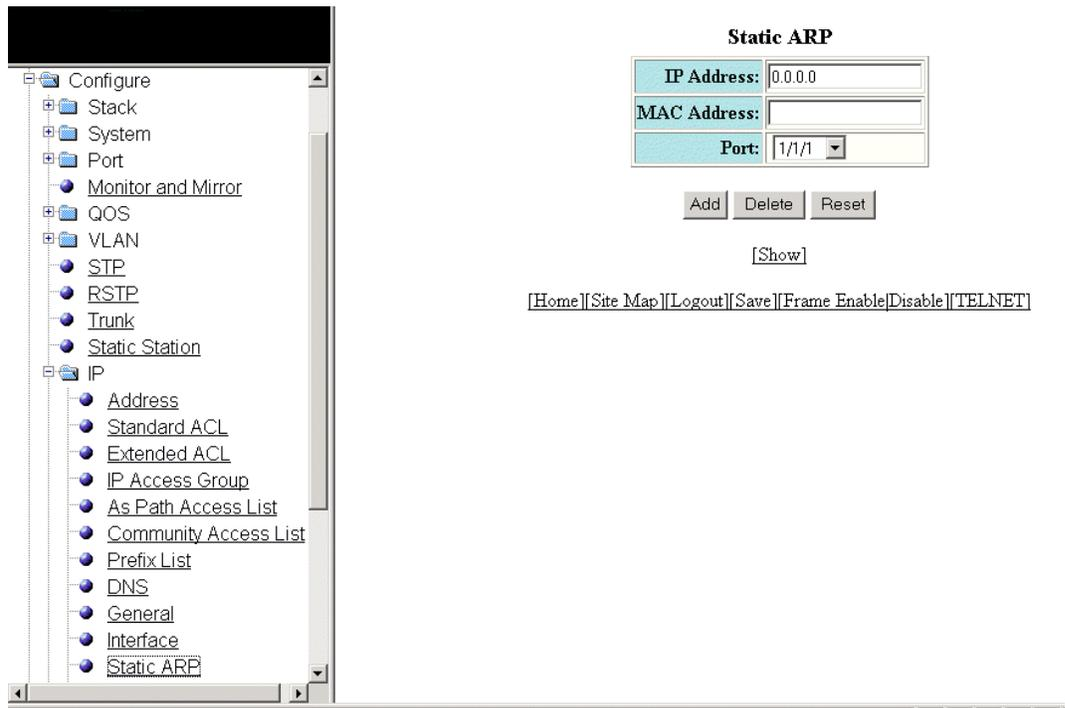 Configure
Stack
System
Port
Monitor and Mirror
QOS
VLAN
STP
RSTP
Trunk
Static Station
IP
Address
Standard ACL
Extended ACL
IP Access Group
As Path Access List
Community Access List
Prefix List
DNS
General
Interface
Static ARP
Static ARP
IP Address: 0.0.0.0
MAC Address:
Port: 1/1/1
Add Delete Reset
[Show]
[Home][Site Map][Logout][Save][Frame Enable|Disable][TELNET]